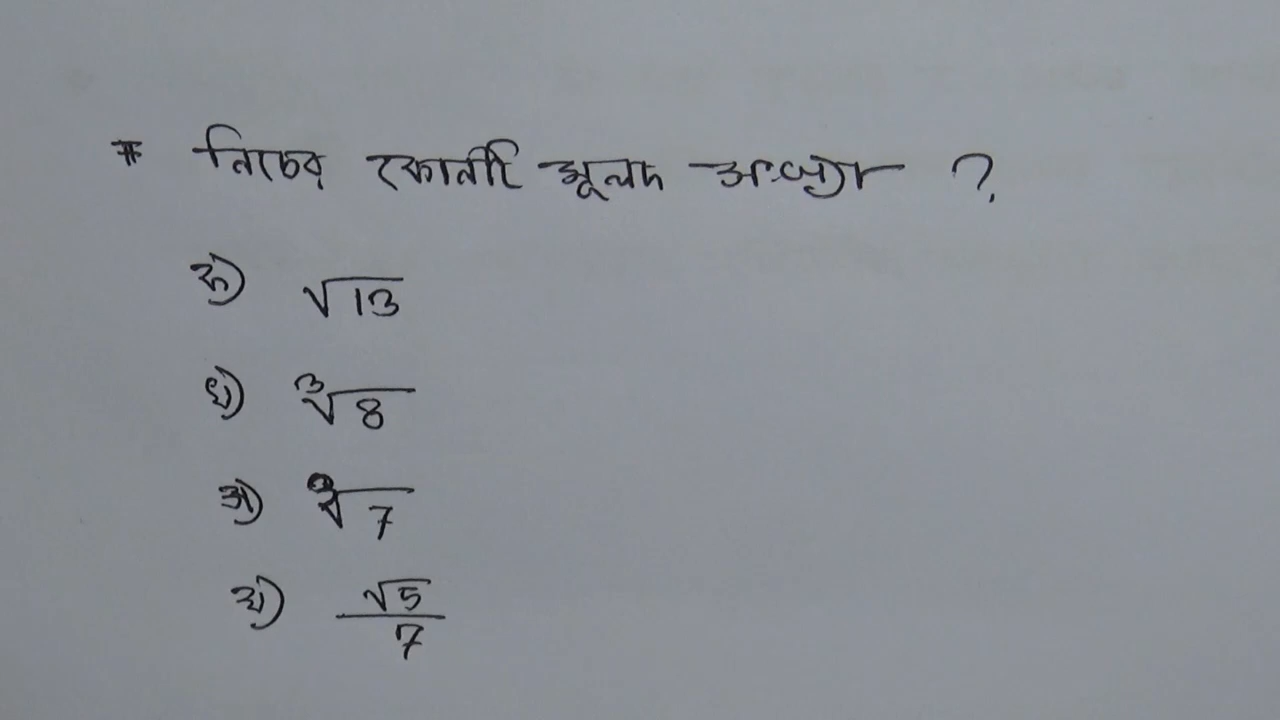 # নিচের কোনটি মূলদ সংখ্যা ?
ক) √13
খ) ∛8
গ) ∛7
ঘ) √5/7